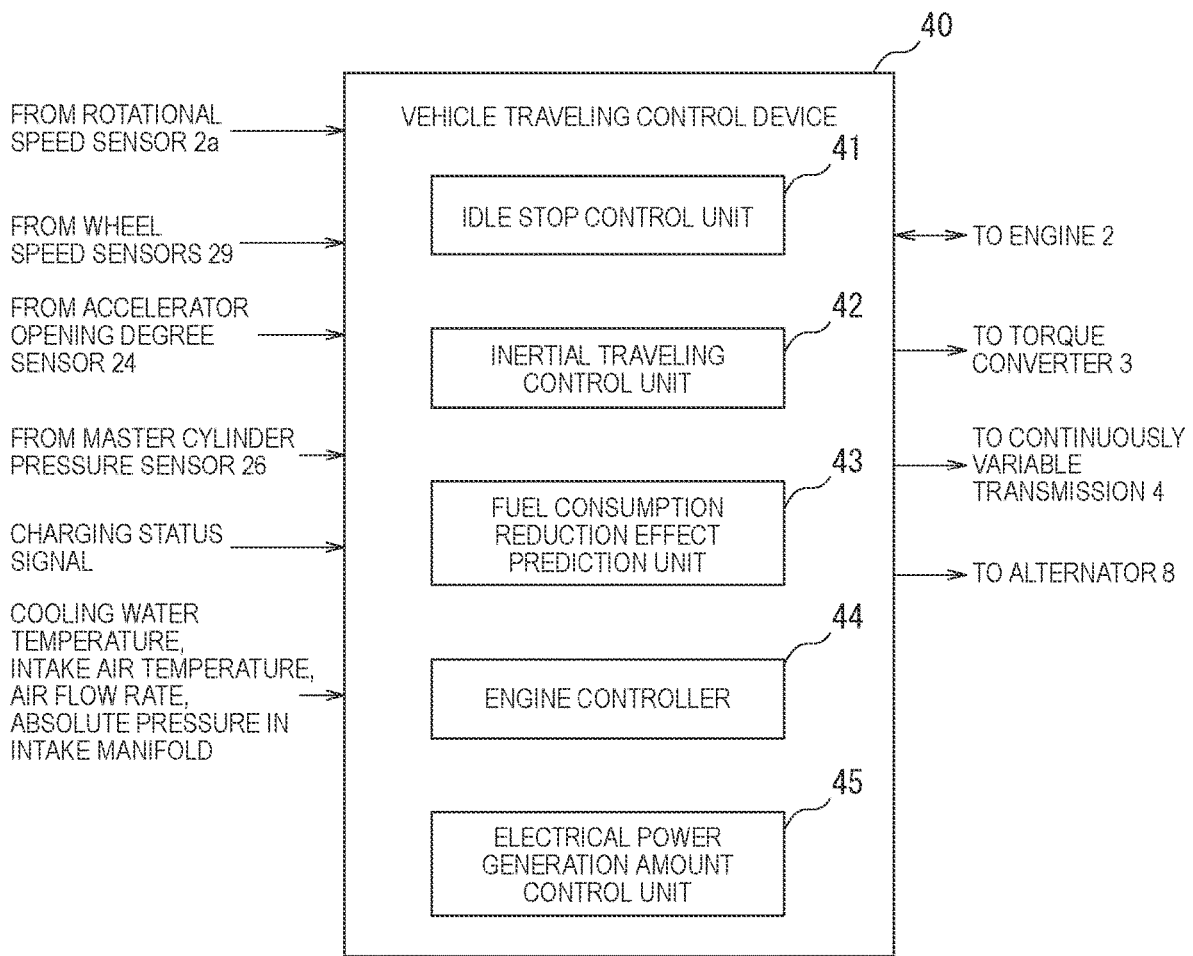 40
VEHICLE TRAVELING CONTROL DEVICE
FROM ROTATIONAL
SPEED SENSOR 2a
FROM WHEEL
SPEED SENSORS 29
FROM ACCELERATOR
OPENING DEGREE
SENSOR 24
FROM MASTER CYLINDER
PRESSURE SENSOR 26
CHARGING STATUS
SIGNAL
COOLING WATER
TEMPERATURE,
INTAKE AIR TEMPERATURE,
AIR FLOW RATE,
ABSOLUTE PRESSURE IN
INTAKE MANIFOLD
41
IDLE STOP CONTROL UNIT
42
INERTIAL TRAVELING
CONTROL UNIT
43
FUEL CONSUMPTION
REDUCTION EFFECT
PREDICTION UNIT
44
ENGINE CONTROLLER
45
ELECTRICAL POWER
GENERATION AMOUNT
CONTROL UNIT
TO ENGINE 2
TO TORQUE
CONVERTER 3
TO CONTINUOUSLY
VARIABLE
TRANSMISSION 4
TO ALTERNATOR 8